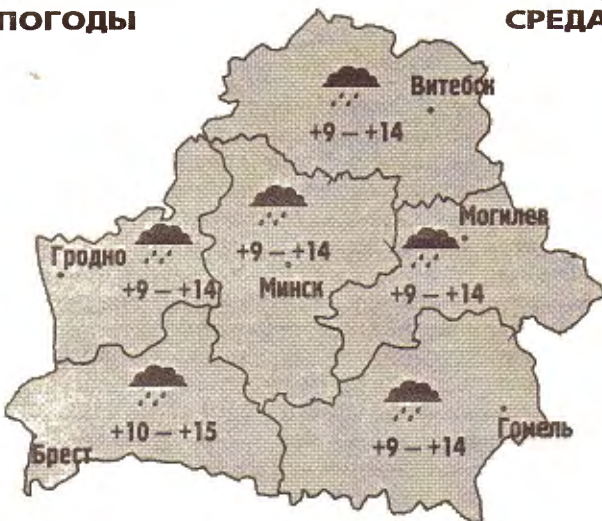 ПОГОДЫ
СРЕДА
Витебск
+9 – +14
Могилев
Гродно
+9 – +14
Минск
+9 – +14
+9 – +14
+10 – +15
+9 – +14
Гомель
Брест